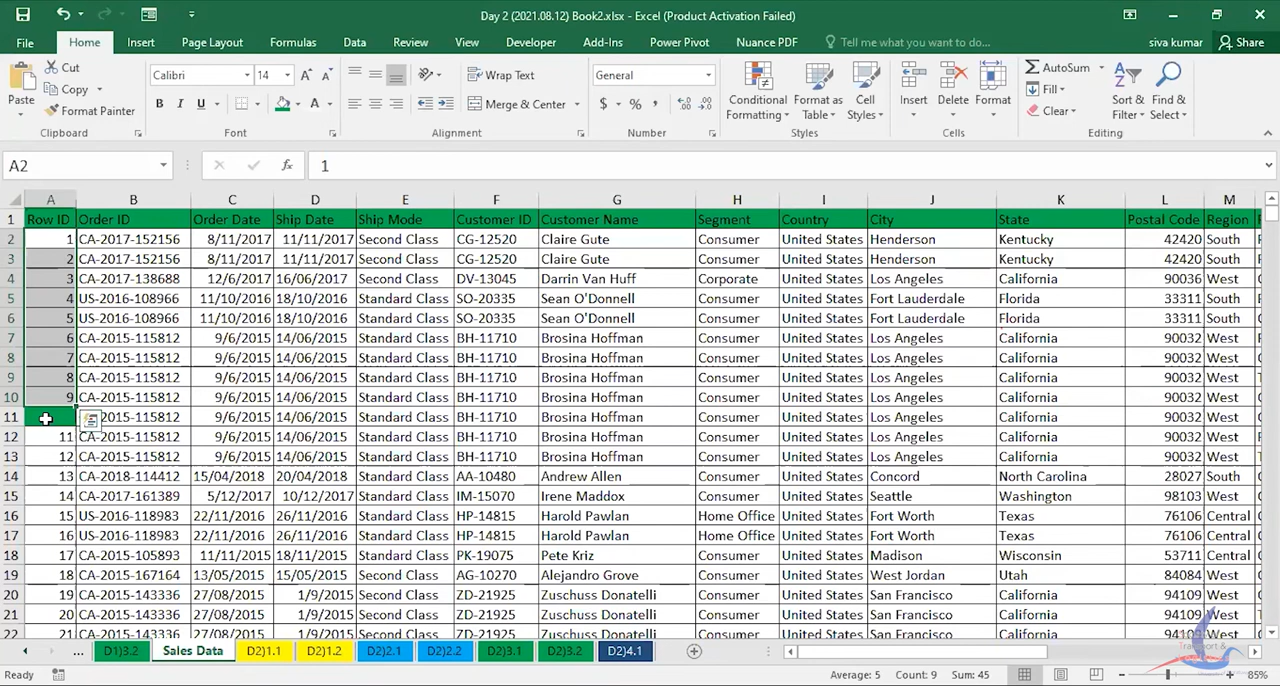 Day 2 (2021.08.12) Book2.xlsx - Excel (Product Activation Failed)
File Home Insert Page Layout Formulas Data Review View Developer Add-Ins Power Pivot Nuance PDF Tell me what you want to do... siva kumar Share
Paste Cut Copy Format Painter Clipboard
Calibri 14 B I U A Font
Wrap Text Merge & Center Alignment
General $ % , Number
Conditional Formatting Format as Table Cell Styles Styles
Insert Delete Format Cells
AutoSum Fill Clear Sort & Filter Find & Select Editing
A2 fx 1
A B C D E F G H I J K L M
1 Row ID Order ID Order Date Ship Date Ship Mode Customer ID Customer Name Segment Country City State Postal Code Region
2 1 CA-2017-152156 8/11/2017 11/11/2017 Second Class CG-12520 Claire Gute Consumer United States Henderson Kentucky 42420 South
3 2 CA-2017-152156 8/11/2017 11/11/2017 Second Class CG-12520 Claire Gute Consumer United States Henderson Kentucky 42420 South
4 3 CA-2017-138688 12/6/2017 16/06/2017 Second Class DV-13045 Darrin Van Huff Corporate United States Los Angeles California 90036 West
5 4 US-2016-108966 11/10/2016 18/10/2016 Standard Class SO-20335 Sean O'Donnell Consumer United States Fort Lauderdale Florida 33311 South
6 5 US-2016-108966 11/10/2016 18/10/2016 Standard Class SO-20335 Sean O'Donnell Consumer United States Fort Lauderdale Florida 33311 South
7 6 CA-2015-115812 9/6/2015 14/06/2015 Standard Class BH-11710 Brosina Hoffman Consumer United States Los Angeles California 90032 West
8 7 CA-2015-115812 9/6/2015 14/06/2015 Standard Class BH-11710 Brosina Hoffman Consumer United States Los Angeles California 90032 West
9 8 CA-2015-115812 9/6/2015 14/06/2015 Standard Class BH-11710 Brosina Hoffman Consumer United States Los Angeles California 90032 West
10 9 CA-2015-115812 9/6/2015 14/06/2015 Standard Class BH-11710 Brosina Hoffman Consumer United States Los Angeles California 90032 West
11 2015-115812 9/6/2015 14/06/2015 Standard Class BH-11710 Brosina Hoffman Consumer United States Los Angeles California 90032 West
12 11 CA-2015-115812 9/6/2015 14/06/2015 Standard Class BH-11710 Brosina Hoffman Consumer United States Los Angeles California 90032 West
13 12 CA-2015-115812 9/6/2015 14/06/2015 Standard Class BH-11710 Brosina Hoffman Consumer United States Los Angeles California 90032 West
14 13 CA-2018-114412 15/04/2018 20/04/2018 Standard Class AA-10480 Andrew Allen Consumer United States Concord North Carolina 28027 South
15 14 CA-2017-161389 5/12/2017 10/12/2017 Standard Class IM-15070 Irene Maddox Consumer United States Seattle Washington 98103 West
16 15 US-2016-118983 22/11/2016 26/11/2016 Standard Class HP-14815 Harold Pawlan Home Office United States Fort Worth Texas 76106 Central
17 16 US-2016-118983 22/11/2016 26/11/2016 Standard Class HP-14815 Harold Pawlan Home Office United States Fort Worth Texas 76106 Central
18 17 CA-2015-105893 11/11/2015 18/11/2015 Standard Class PK-19075 Pete Kriz Consumer United States Madison Wisconsin 53711 Central
19 18 CA-2015-167164 13/05/2015 15/05/2015 Second Class AG-10270 Alejandro Grove Consumer United States West Jordan Utah 84084 West
20 19 CA-2015-143336 27/08/2015 1/9/2015 Second Class ZD-21925 Zuschuss Donatelli Consumer United States San Francisco California 94109 West
21 20 CA-2015-143336 27/08/2015 1/9/2015 Second Class ZD-21925 Zuschuss Donatelli Consumer United States San Francisco California 94109 West
22 21 CA-2015-143336 27/08/2015 1/9/2015 Second Class ZD-21925 Zuschuss Donatelli Consumer United States San Francisco California 94109 West
... D1)3.2 Sales Data D2)1.1 D2)1.2 D2)2.1 D2)2.2 D2)3.1 D2)3.2 D2)4.1
Ready Average: 5 Count: 9 Sum: 45 85%